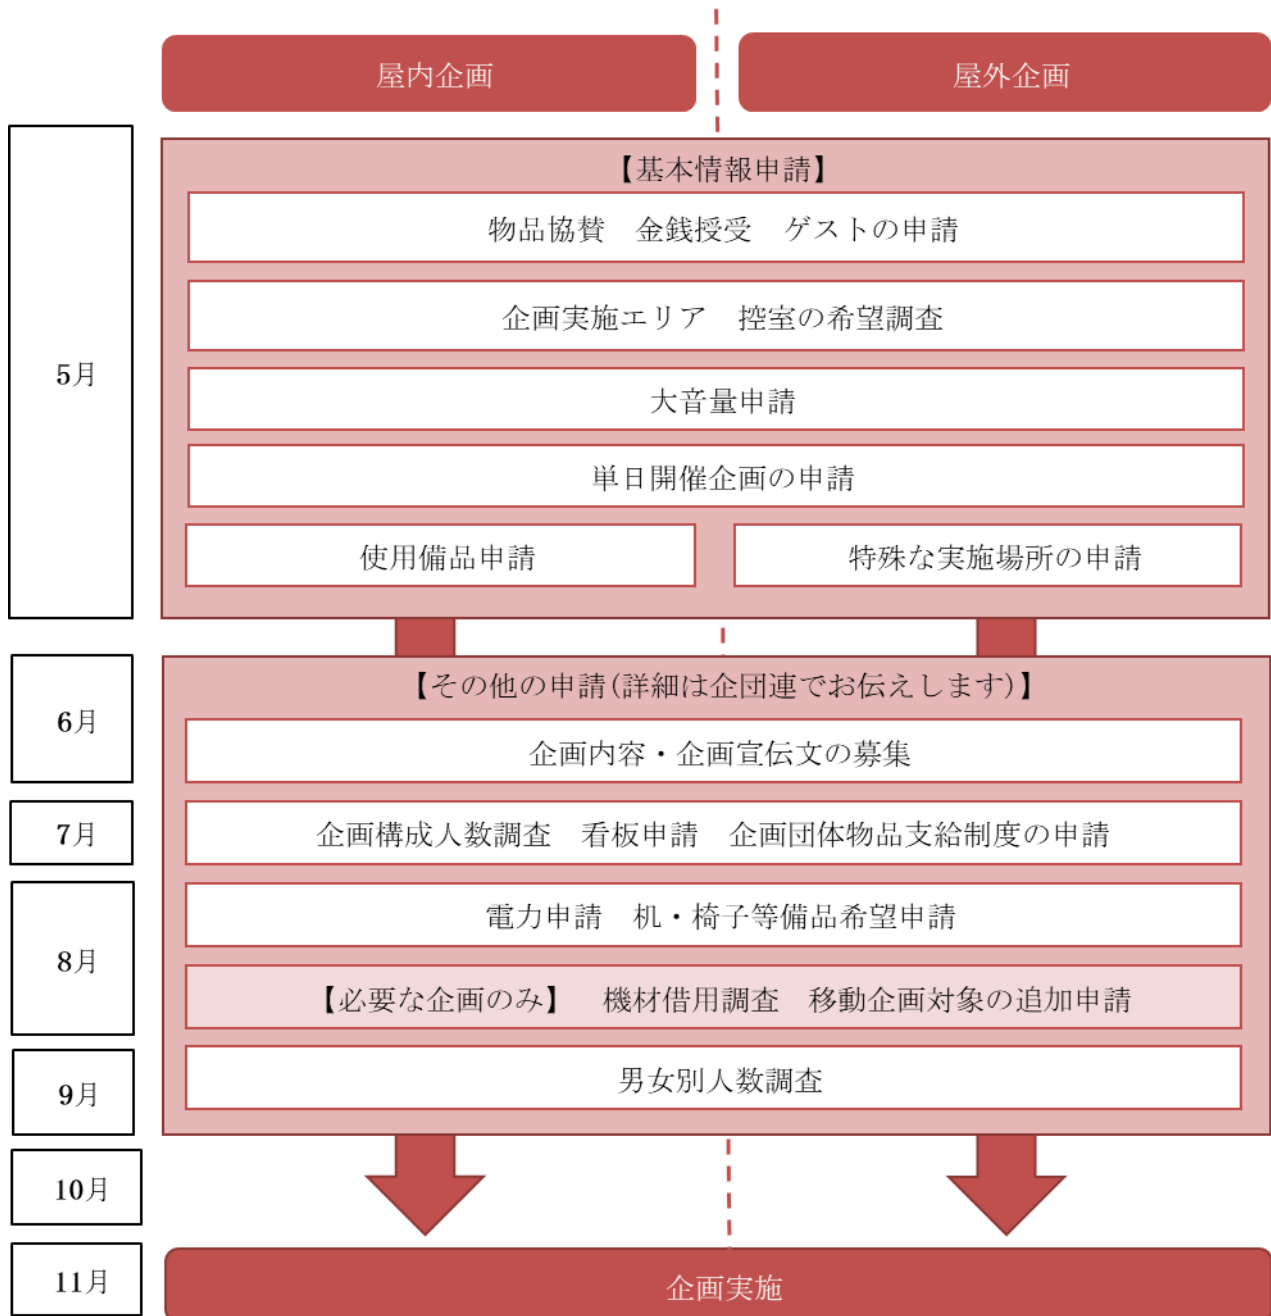 屋内企画
屋外企画
5月
【基本情報申請】
物品協賛　金銭授受　ゲストの申請
企画実施エリア　控室の希望調査
大音量申請
単日開催企画の申請
使用備品申請
特殊な実施場所の申請
【その他の申請(詳細は企団連でお伝えします)】
6月
企画内容・企画宣伝文の募集
7月
企画構成人数調査　看板申請　企画団体物品支給制度の申請
8月
電力申請　机・椅子等備品希望申請
【必要な企画のみ】　機材借用調査　移動企画対象の追加申請
9月
男女別人数調査
10月
11月
企画実施